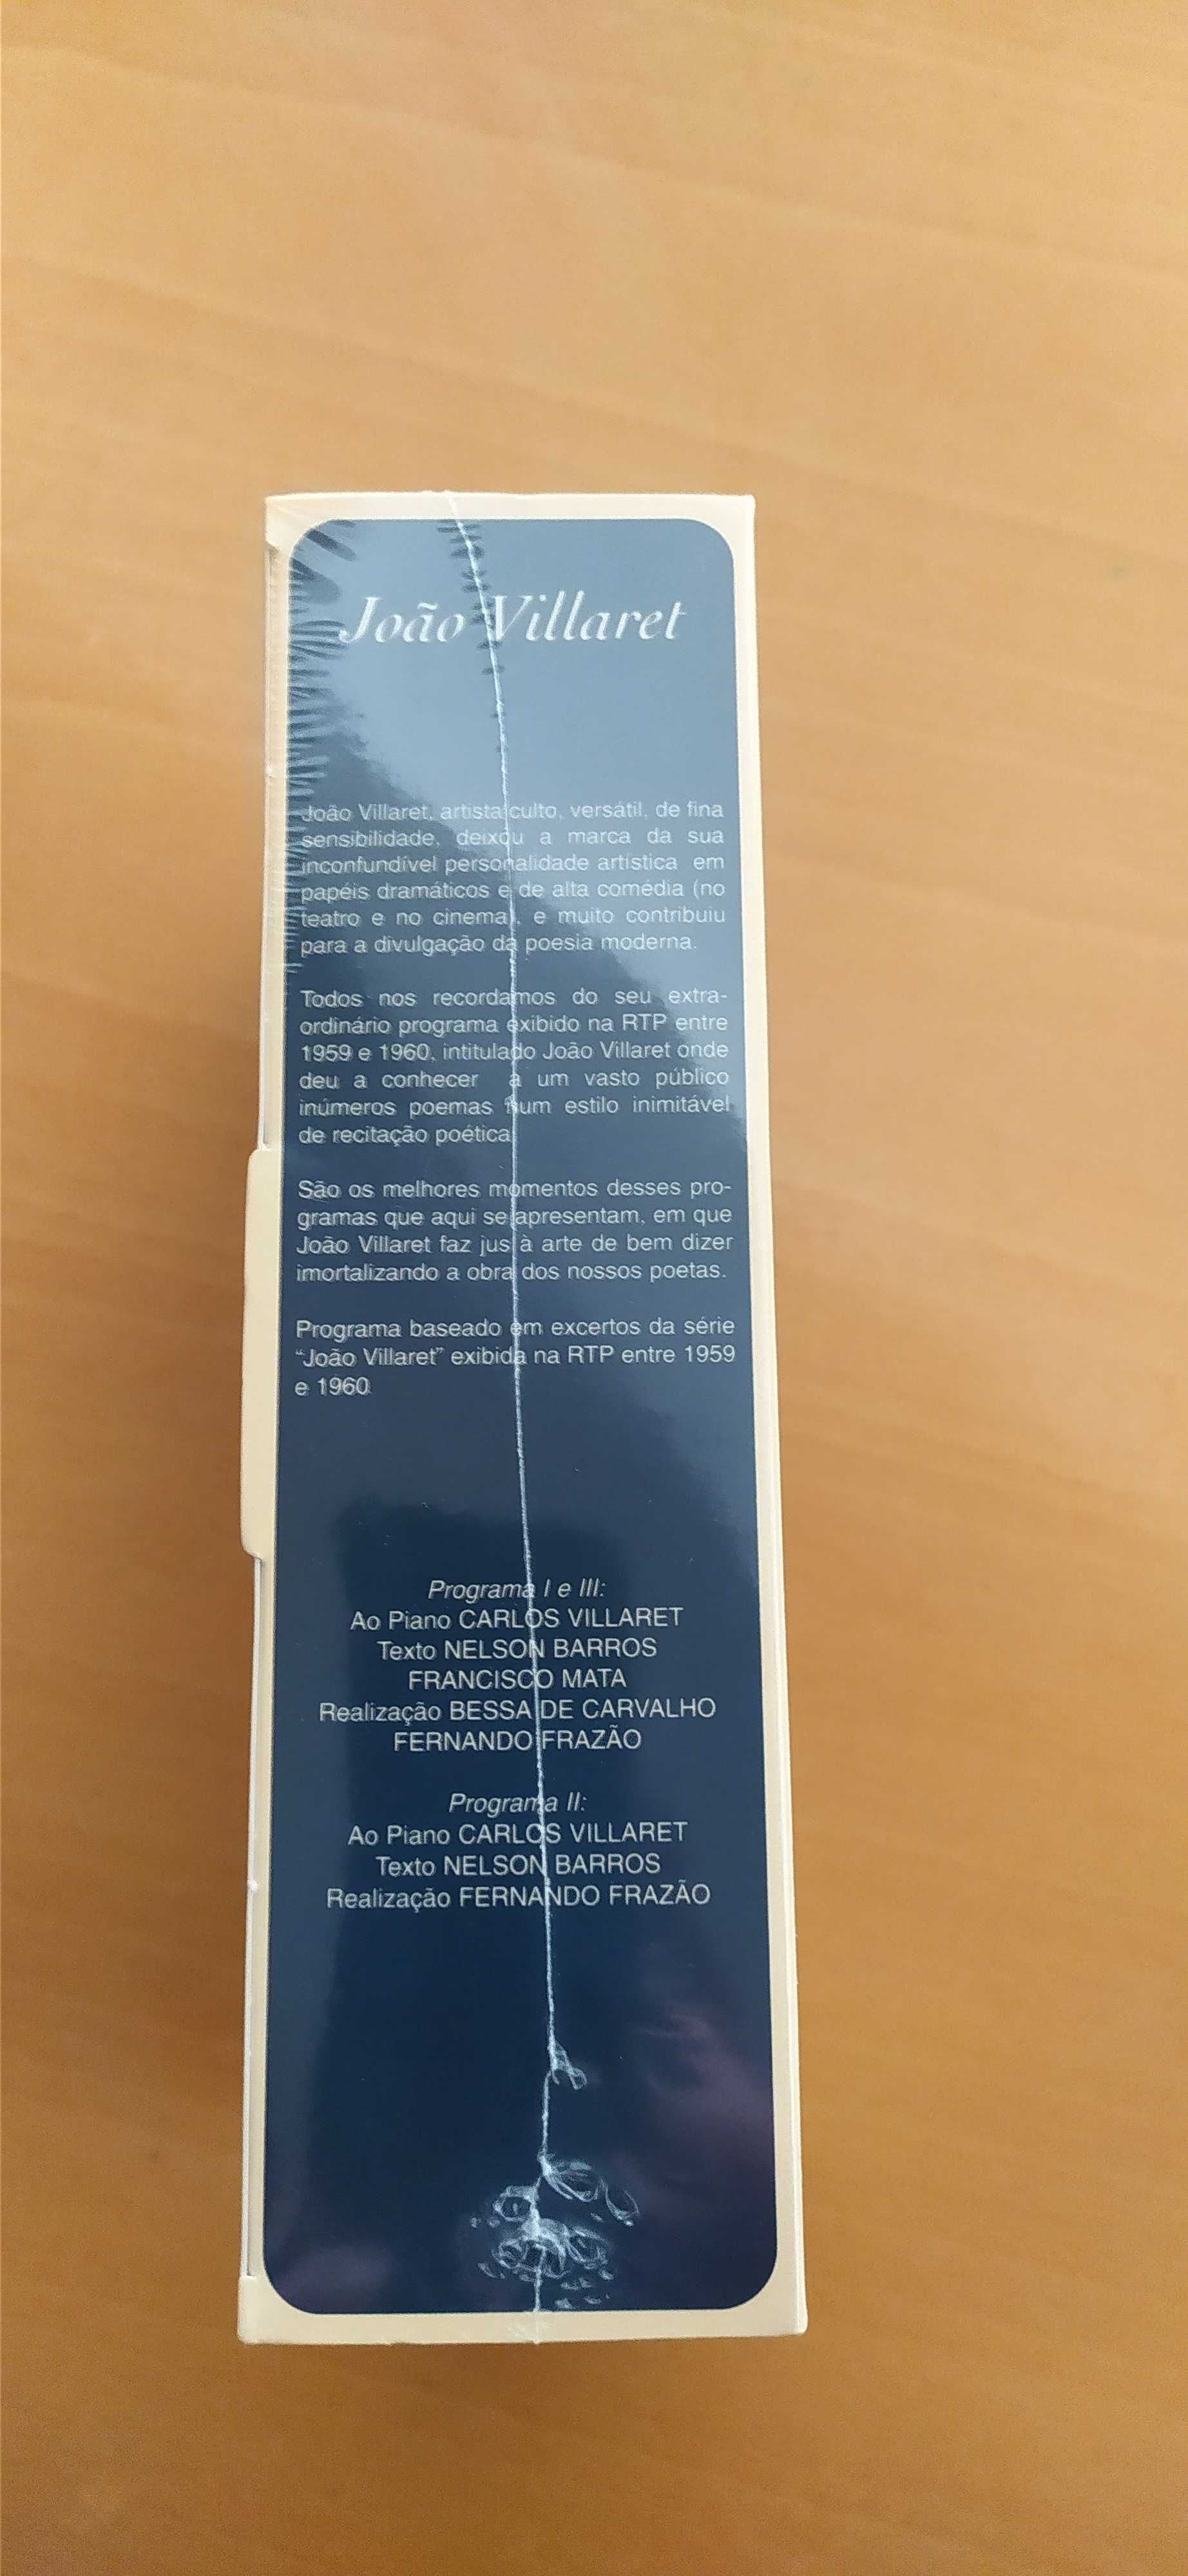 João Villaret
João Villaret, artista culto, versátil, de fina
sensibilidade, deixou a marca da sua
inconfundível personalidade artística em
papéis dramáticos e de alta comédia (no
teatro e no cinema), e muito contribuiu
para a divulgação da poesia moderna.
Todos nos recordamos do seu extra-
ordinário programa exibido na RTP entre
1959 e 1960, intitulado João Villaret onde
deu a conhecer a um vasto público
inúmeros poemas num estilo inimitável
de recitação poética.
São os melhores momentos desses pro-
gramas que aqui se apresentam, em que
João Villaret faz jus à arte de bem dizer
imortalizando a obra dos nossos poetas.
Programa baseado em excertos da série
“João Villaret” exibida na RTP entre 1959
e 1960
Programa I e III:
Ao Piano CARLOS VILLARET
Texto NELSON BARROS
FRANCISCO MATA
Realização BESSA DE CARVALHO
FERNANDO FRAZÃO
Programa II:
Ao Piano CARLOS VILLARET
Texto NELSON BARROS
Realização FERNANDO FRAZÃO